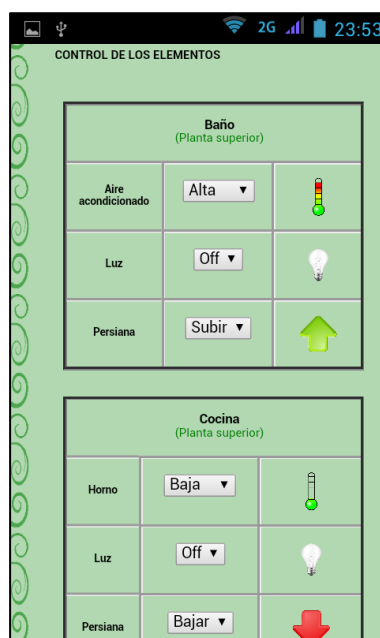 2G 23:53
CONTROL DE LOS ELEMENTOS
Baño
(Planta superior)
Aire
acondicionado
Alta
Luz
Off
Persiana
Subir
Cocina
(Planta superior)
Horno
Baja
Luz
Off
Persiana
Bajar